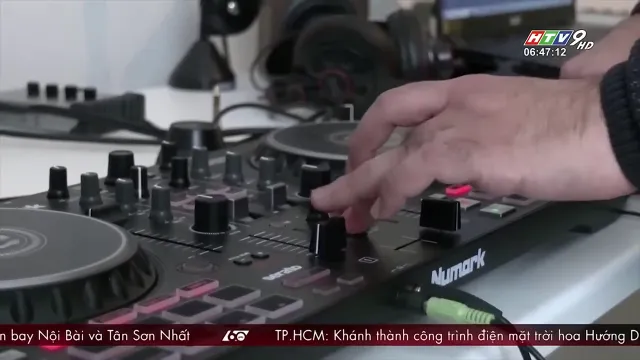 HTV9 HD
06:47:12
serato
Numark
n bay Nội Bài và Tân Sơn Nhất
TP.HCM: Khánh thành công trình điện mặt trời hoa Hướng D